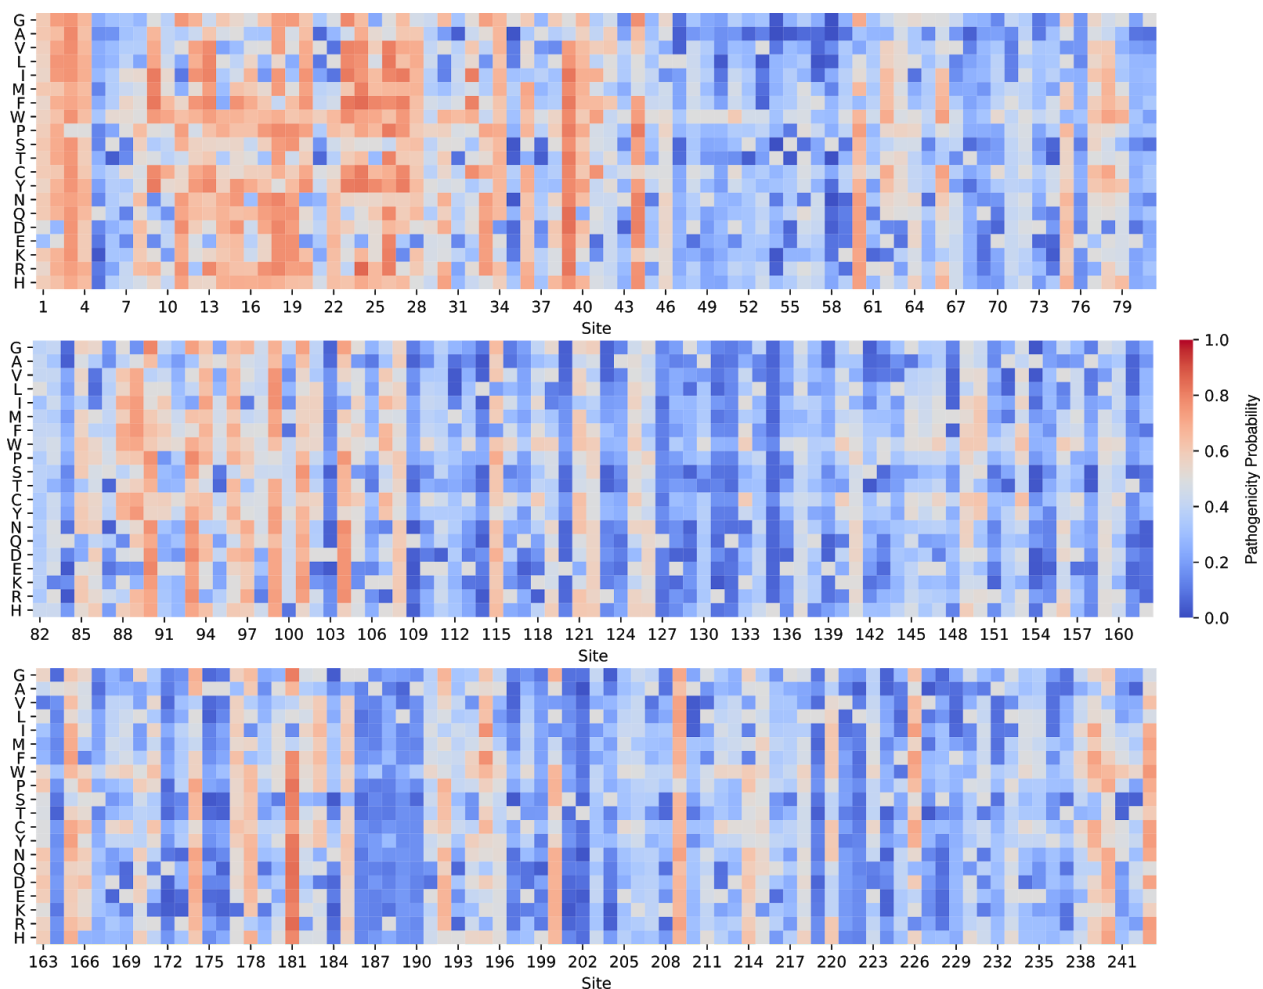 G
A
V
L
I
M
F
W
P
S
T
C
Y
N
Q
D
E
K
R
H
1 4 7 10 13 16 19 22 25 28 31 34 37 40 43 46 49 52 55 58 61 64 67 70 73 76 79
Site
G
A
V
L
I
M
F
W
P
S
T
C
Y
N
Q
D
E
K
R
H
82 85 88 91 94 97 100 103 106 109 112 115 118 121 124 127 130 133 136 139 142 145 148 151 154 157 160
Site
1.0
0.8
0.6
0.4
0.2
0.0
Pathogenicity Probability
G
A
V
L
I
M
F
W
P
S
T
C
Y
N
Q
D
E
K
R
H
163 166 169 172 175 178 181 184 187 190 193 196 199 202 205 208 211 214 217 220 223 226 229 232 235 238 241
Site